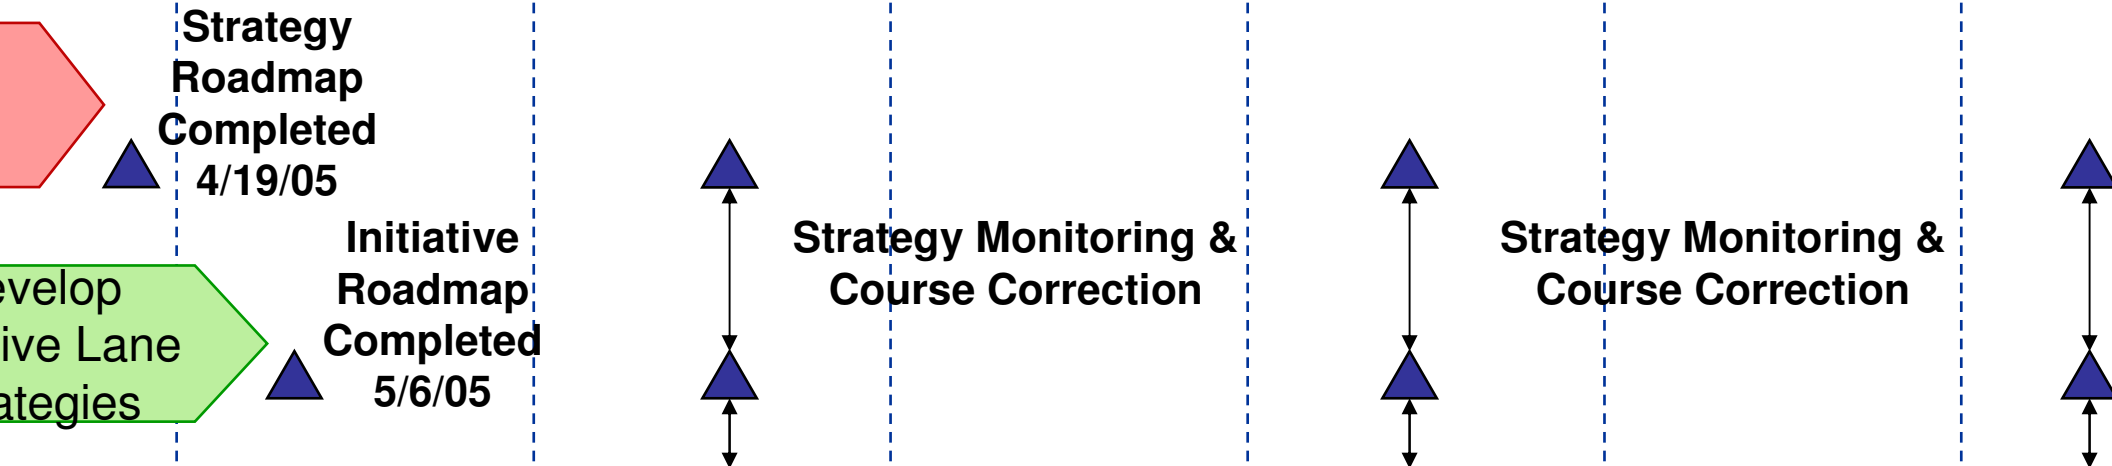 Strategy
Roadmap
Completed
4/19/05
Initiative
Roadmap
Completed
5/6/05
Strategy Monitoring &
Course Correction
Strategy Monitoring &
Course Correction
evelop
ive Lane
ategies